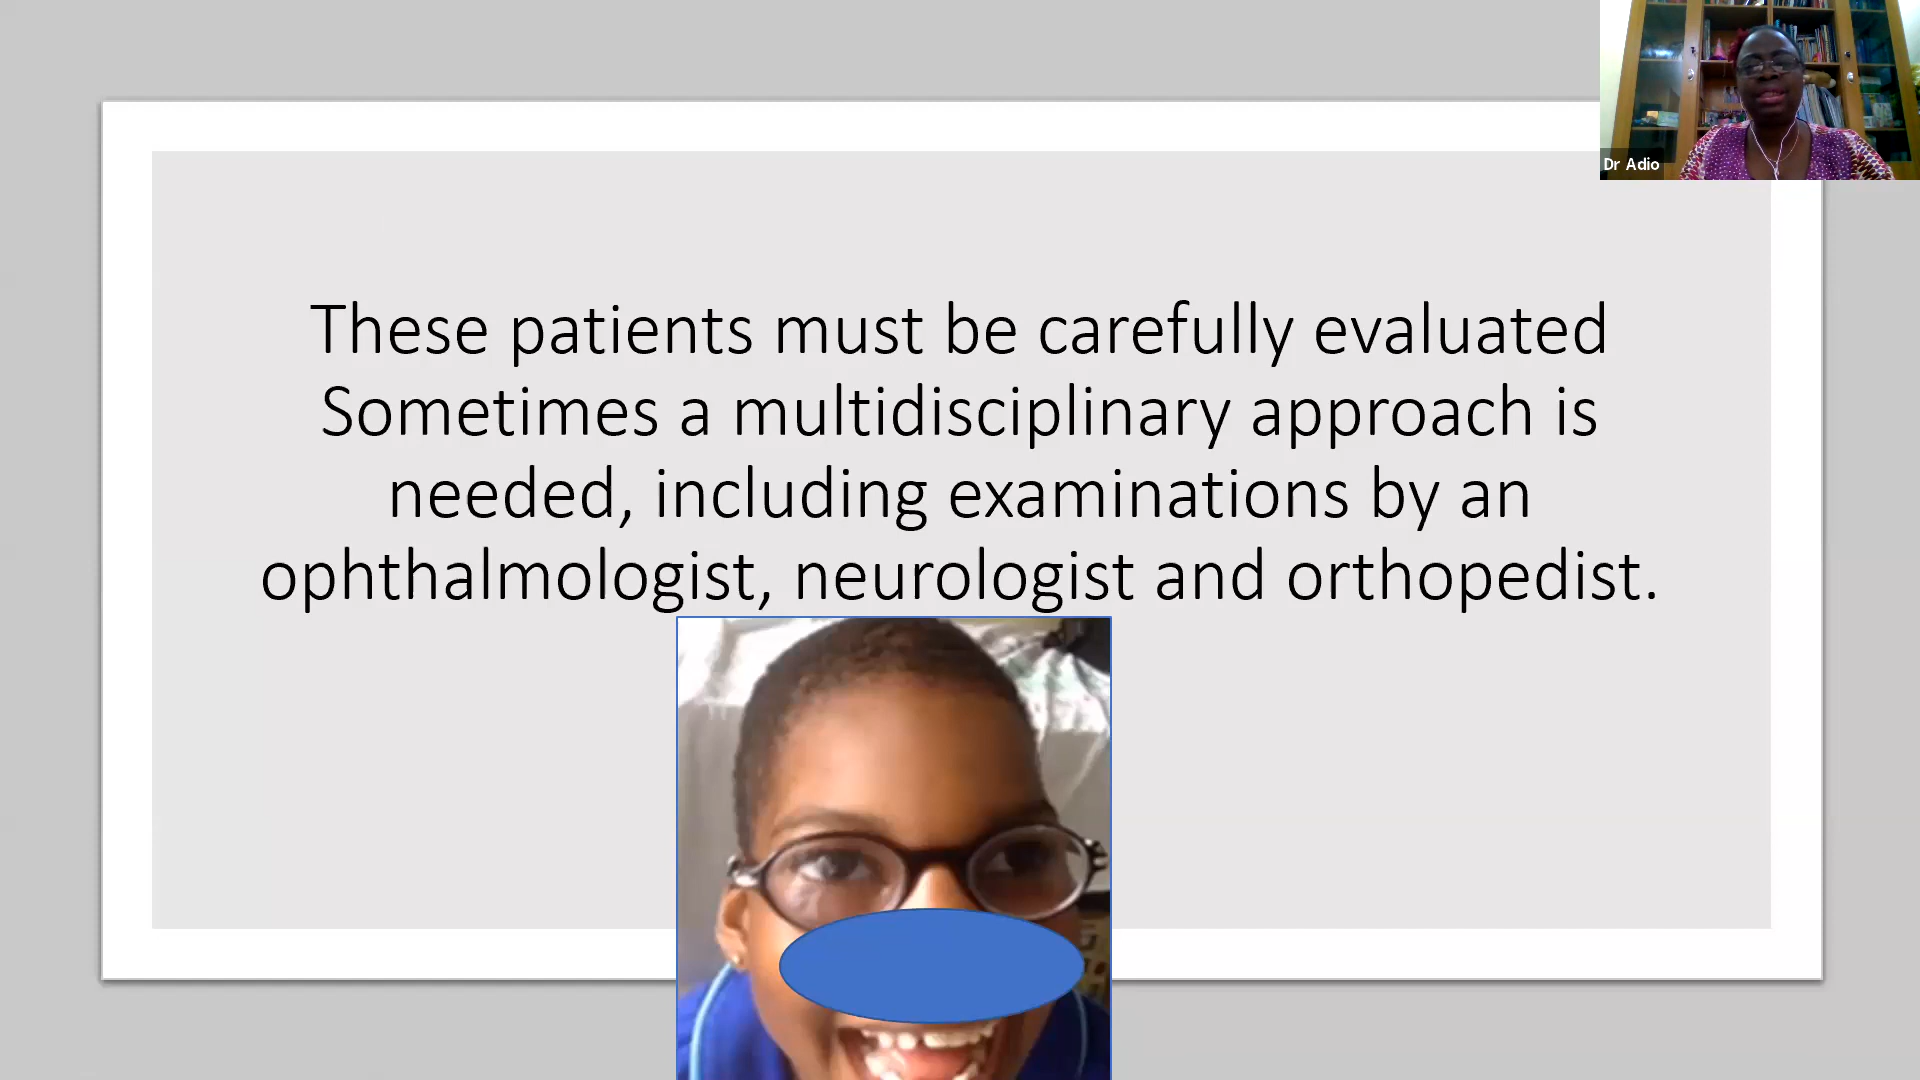 Dr Adio
These patients must be carefully evaluated
Sometimes a multidisciplinary approach is
needed, including examinations by an
ophthalmologist, neurologist and orthopedist.